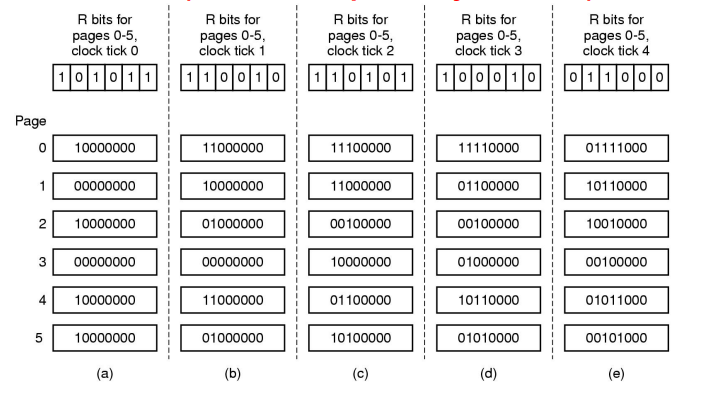 R bits for pages 0-5, clock tick 0
R bits for pages 0-5, clock tick 1
R bits for pages 0-5, clock tick 2
R bits for pages 0-5, clock tick 3
R bits for pages 0-5, clock tick 4
1 0 1 0 1 1 1 1 0 0 1 0 1 1 0 1 0 1 1 0 0 0 1 0 0 1 1 0 0 0
Page
0 10000000 11000000 11100000 11110000 01111000
1 00000000 10000000 11000000 01100000 10110000
2 10000000 01000000 00100000 00100000 10010000
3 00000000 00000000 10000000 01000000 00100000
4 10000000 11000000 01100000 10110000 01011000
5 10000000 01000000 10100000 01010000 00101000
(a) (b) (c) (d) (e)